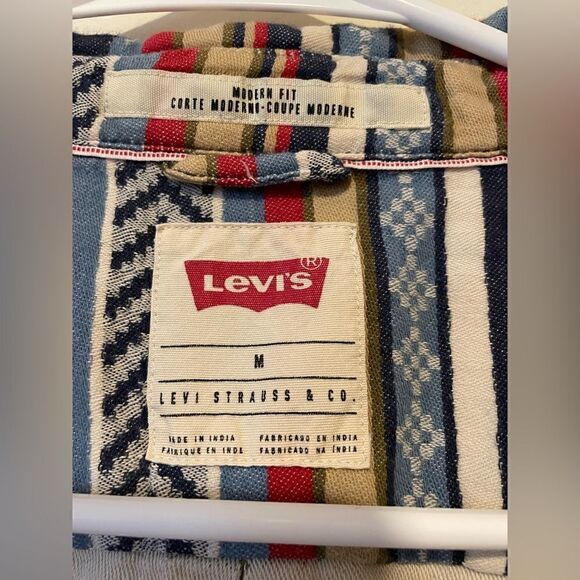 MODERN FIT
CORTE MODERNO-COUPE MODERNE
LEVI'S®
M
LEVI STRAUSS & CO.
MADE IN INDIA FABRICADO EN INDIA
FABRIQUE EN INDE FABRICADO NA ÍNDIA